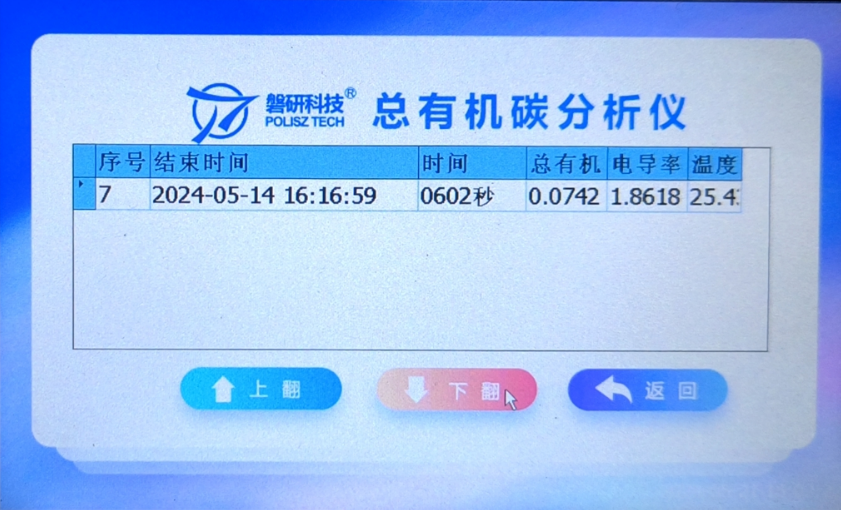 磐研科技® 总有机碳分析仪
POLISZ TECH
序号 结束时间 时间 总有机 电导率 温度
7 2024-05-14 16:16:59 0602秒 0.0742 1.8618 25.4
上翻 下翻 返回